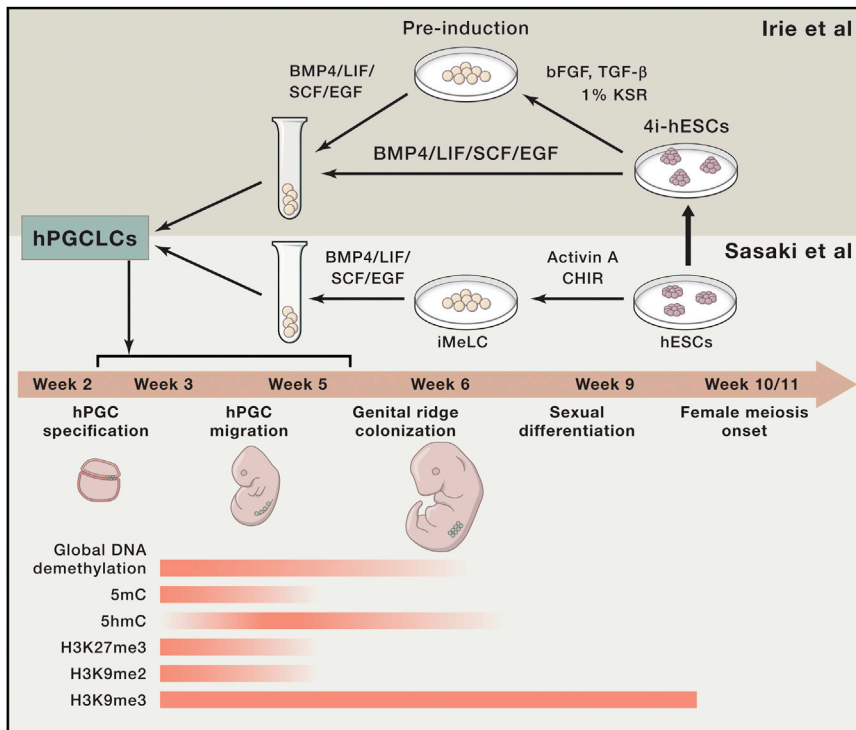 Irie et al
Pre-induction
BMP4/LIF/
SCF/EGF
bFGF, TGF-β
1% KSR
4i-hESCs
BMP4/LIF/SCF/EGF
hPGCLCs
Sasaki et al
BMP4/LIF/
SCF/EGF
Activin A
CHIR
iMeLC
hESCs
Week 2
Week 3
Week 5
Week 6
Week 9
Week 10/11
hPGC
specification
hPGC
migration
Genital ridge
colonization
Sexual
differentiation
Female meiosis
onset
Global DNA
demethylation
5mC
5hmC
H3K27me3
H3K9me2
H3K9me3